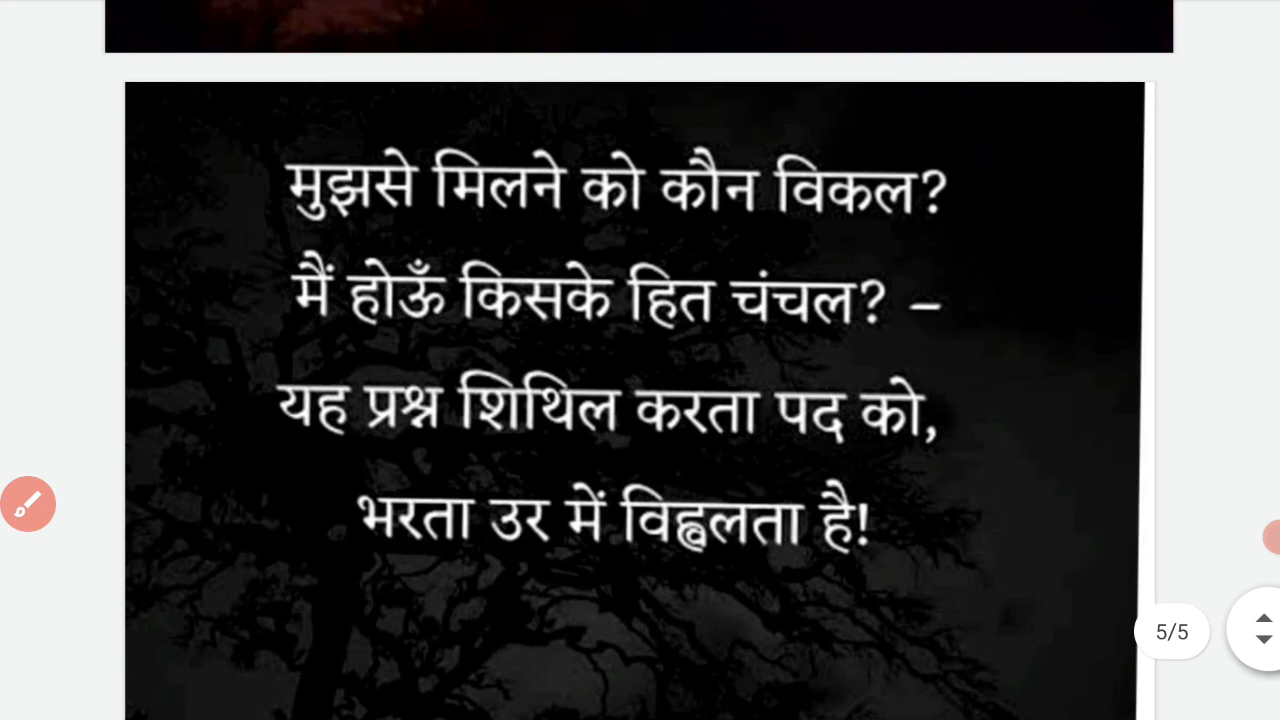 मुझसे मिलने को कौन विकल?
मैं होऊँ किसके हित चंचल? –
यह प्रश्न शिथिल करता पद को,
भरता उर में विह्वलता है!
5/5